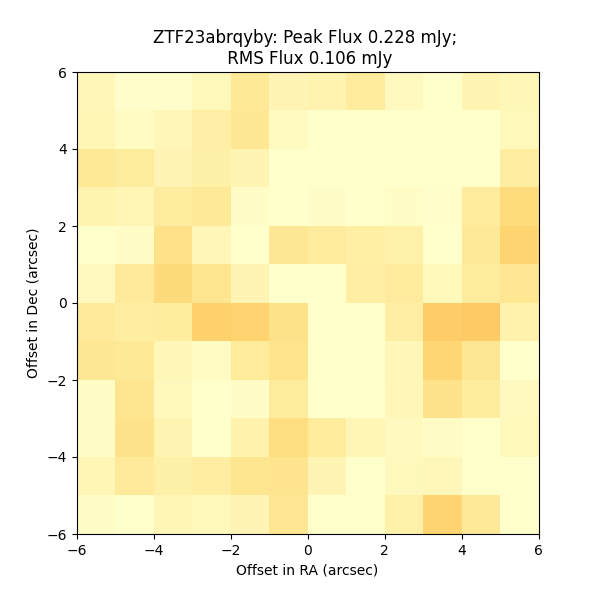 ZTF23abrqyby: Peak Flux 0.228 mJy;
RMS Flux 0.106 mJy
6
4
2
0
−2
−4
−6
Offset in Dec (arcsec)
−6 −4 −2 0 2 4 6
Offset in RA (arcsec)